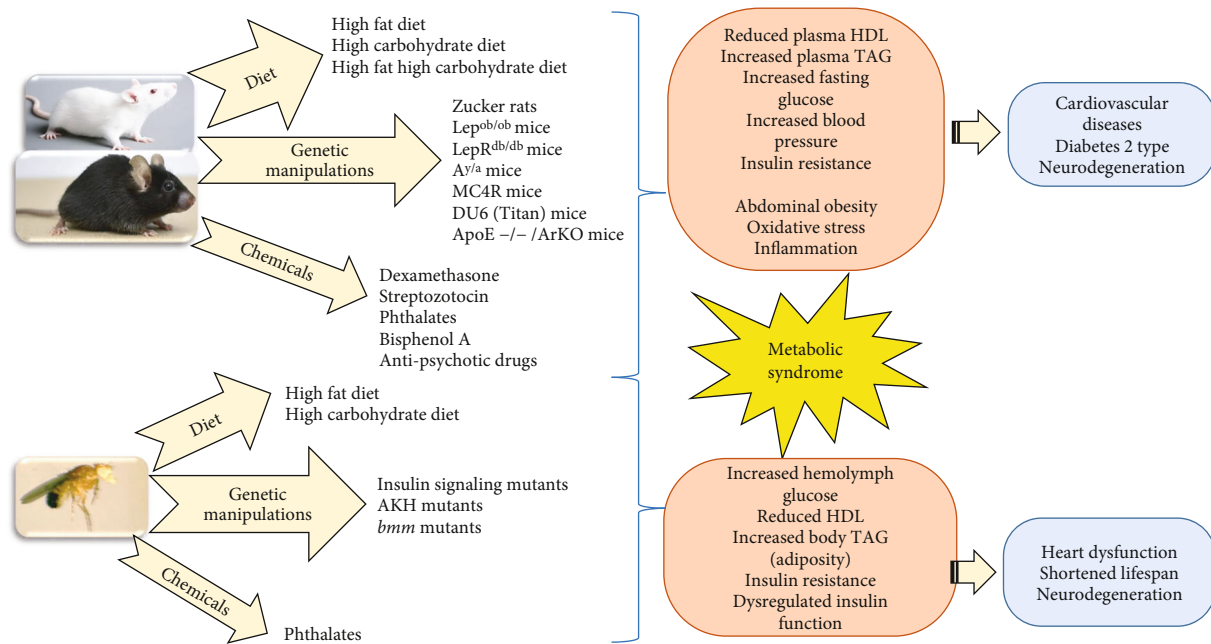 Diet
High fat diet
High carbohydrate diet
High fat high carbohydrate diet
Genetic
manipulations
Zucker rats
Lepob/ob mice
LepRdb/db mice
Ay/a mice
MC4R mice
DU6 (Titan) mice
ApoE −/− /ArKO mice
Chemicals
Dexamethasone
Streptozotocin
Phthalates
Bisphenol A
Anti-psychotic drugs
Diet
High fat diet
High carbohydrate diet
Genetic
manipulations
Insulin signaling mutants
AKH mutants
bmm mutants
Chemicals
Phthalates
Reduced plasma HDL
Increased plasma TAG
Increased fasting
glucose
Increased blood
pressure
Insulin resistance
Abdominal obesity
Oxidative stress
Inflammation
Cardiovascular
diseases
Diabetes 2 type
Neurodegeneration
Metabolic
syndrome
Increased hemolymph
glucose
Reduced HDL
Increased body TAG
(adiposity)
Insulin resistance
Dysregulated insulin
function
Heart dysfunction
Shortened lifespan
Neurodegeneration